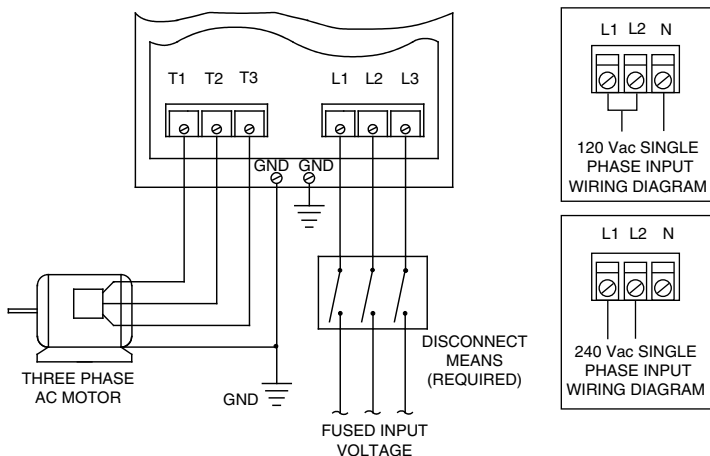 T1 T2 T3
L1 L2 L3
GND GND
THREE PHASE
AC MOTOR
GND
DISCONNECT
MEANS
(REQUIRED)
FUSED INPUT
VOLTAGE
L1 L2 N
120 Vac SINGLE
PHASE INPUT
WIRING DIAGRAM
L1 L2 N
240 Vac SINGLE
PHASE INPUT
WIRING DIAGRAM